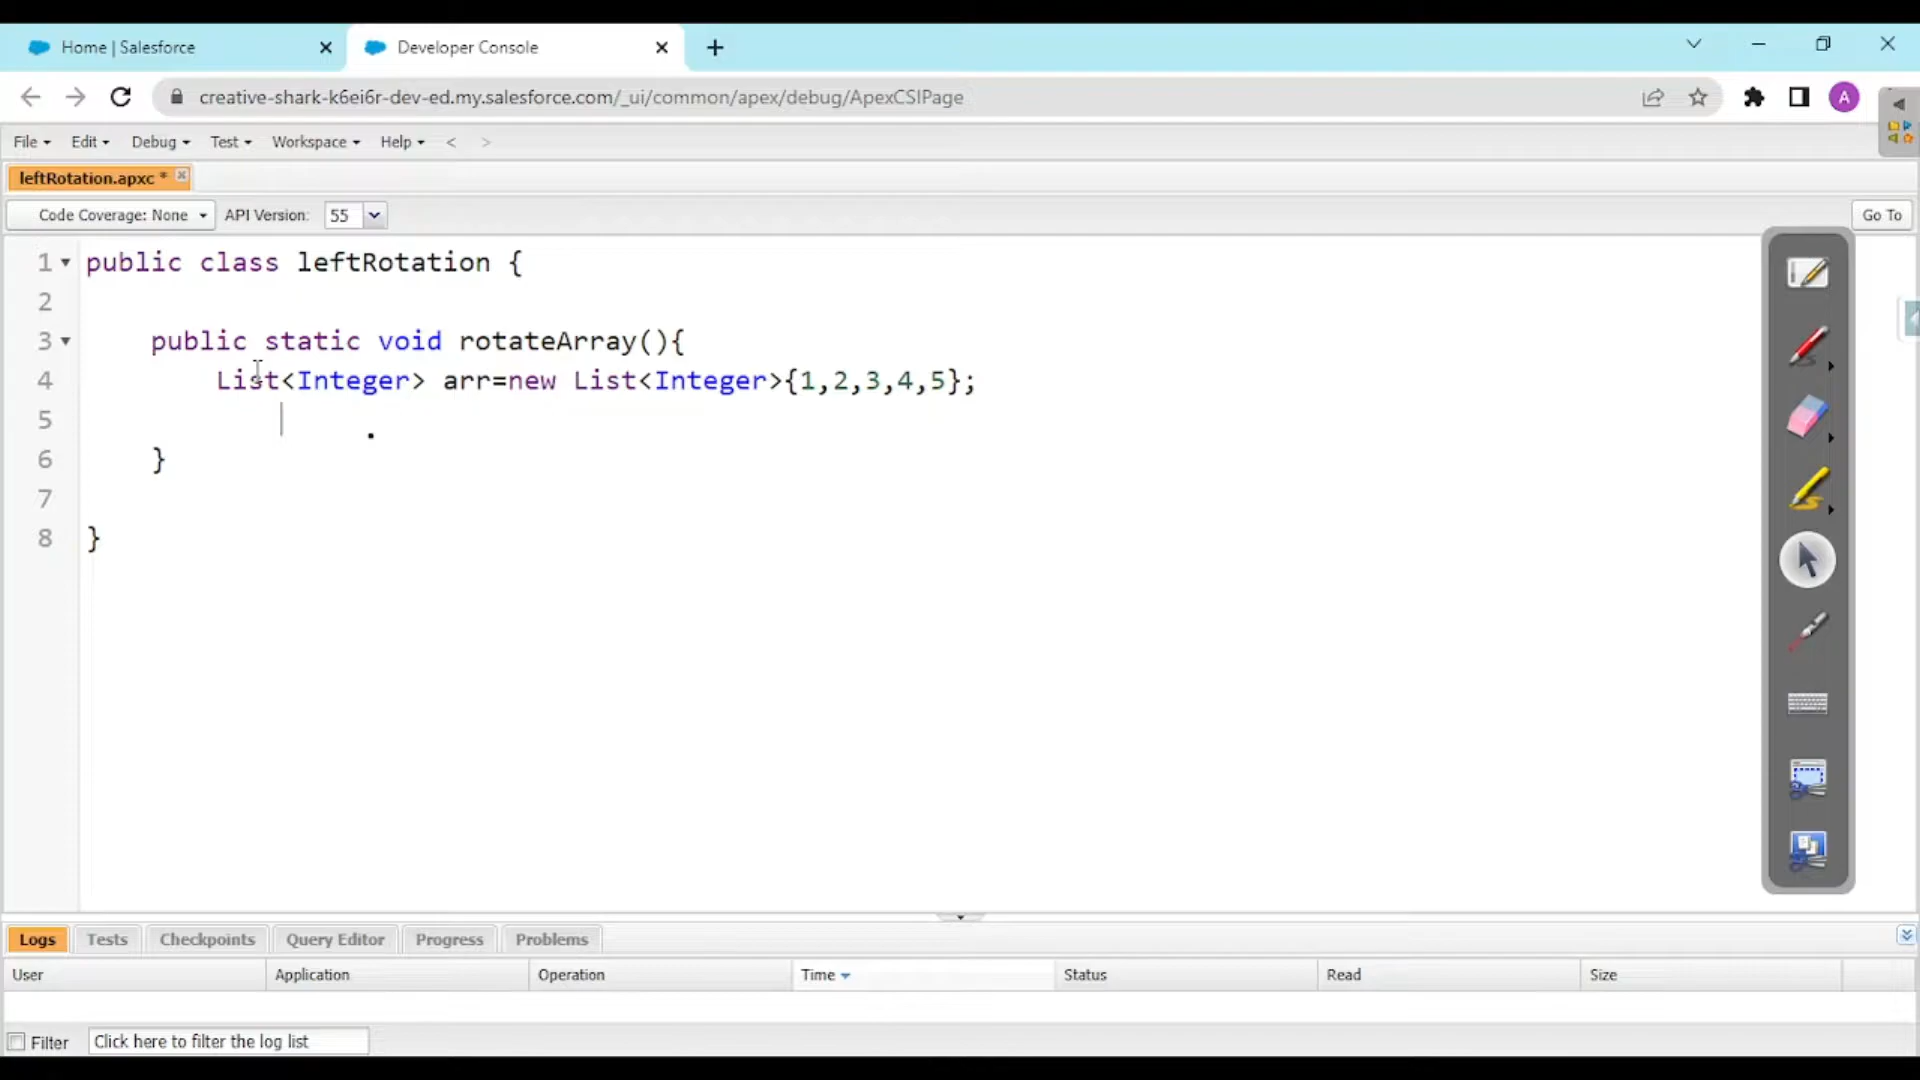 Home | Salesforce
Developer Console
creative-shark-k6ei6r-dev-ed.my.salesforce.com/_ui/common/apex/debug/ApexCSIPage
A
File Edit Debug Test Workspace Help < >
leftRotation.apxc *
Code Coverage: None API Version: 55 Go To
1 public class leftRotation {
2
3 public static void rotateArray(){
4 List<Integer> arr=new List<Integer>{1,2,3,4,5};
5
6 }
7
8 }
Logs Tests Checkpoints Query Editor Progress Problems
User Application Operation Time Status Read Size
Filter Click here to filter the log list